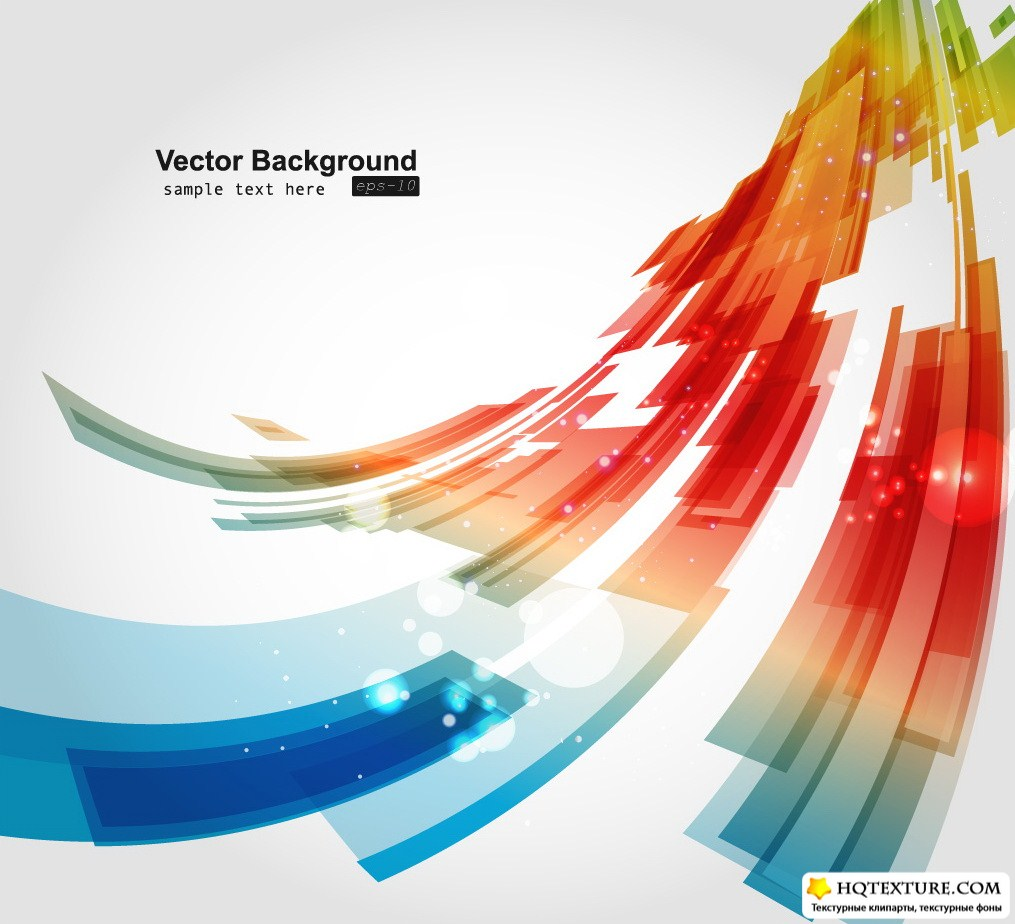 Vector Background
sample text here eps-10
HQTEXTURE.COM
Текстурные клипарты, текстурные фоны